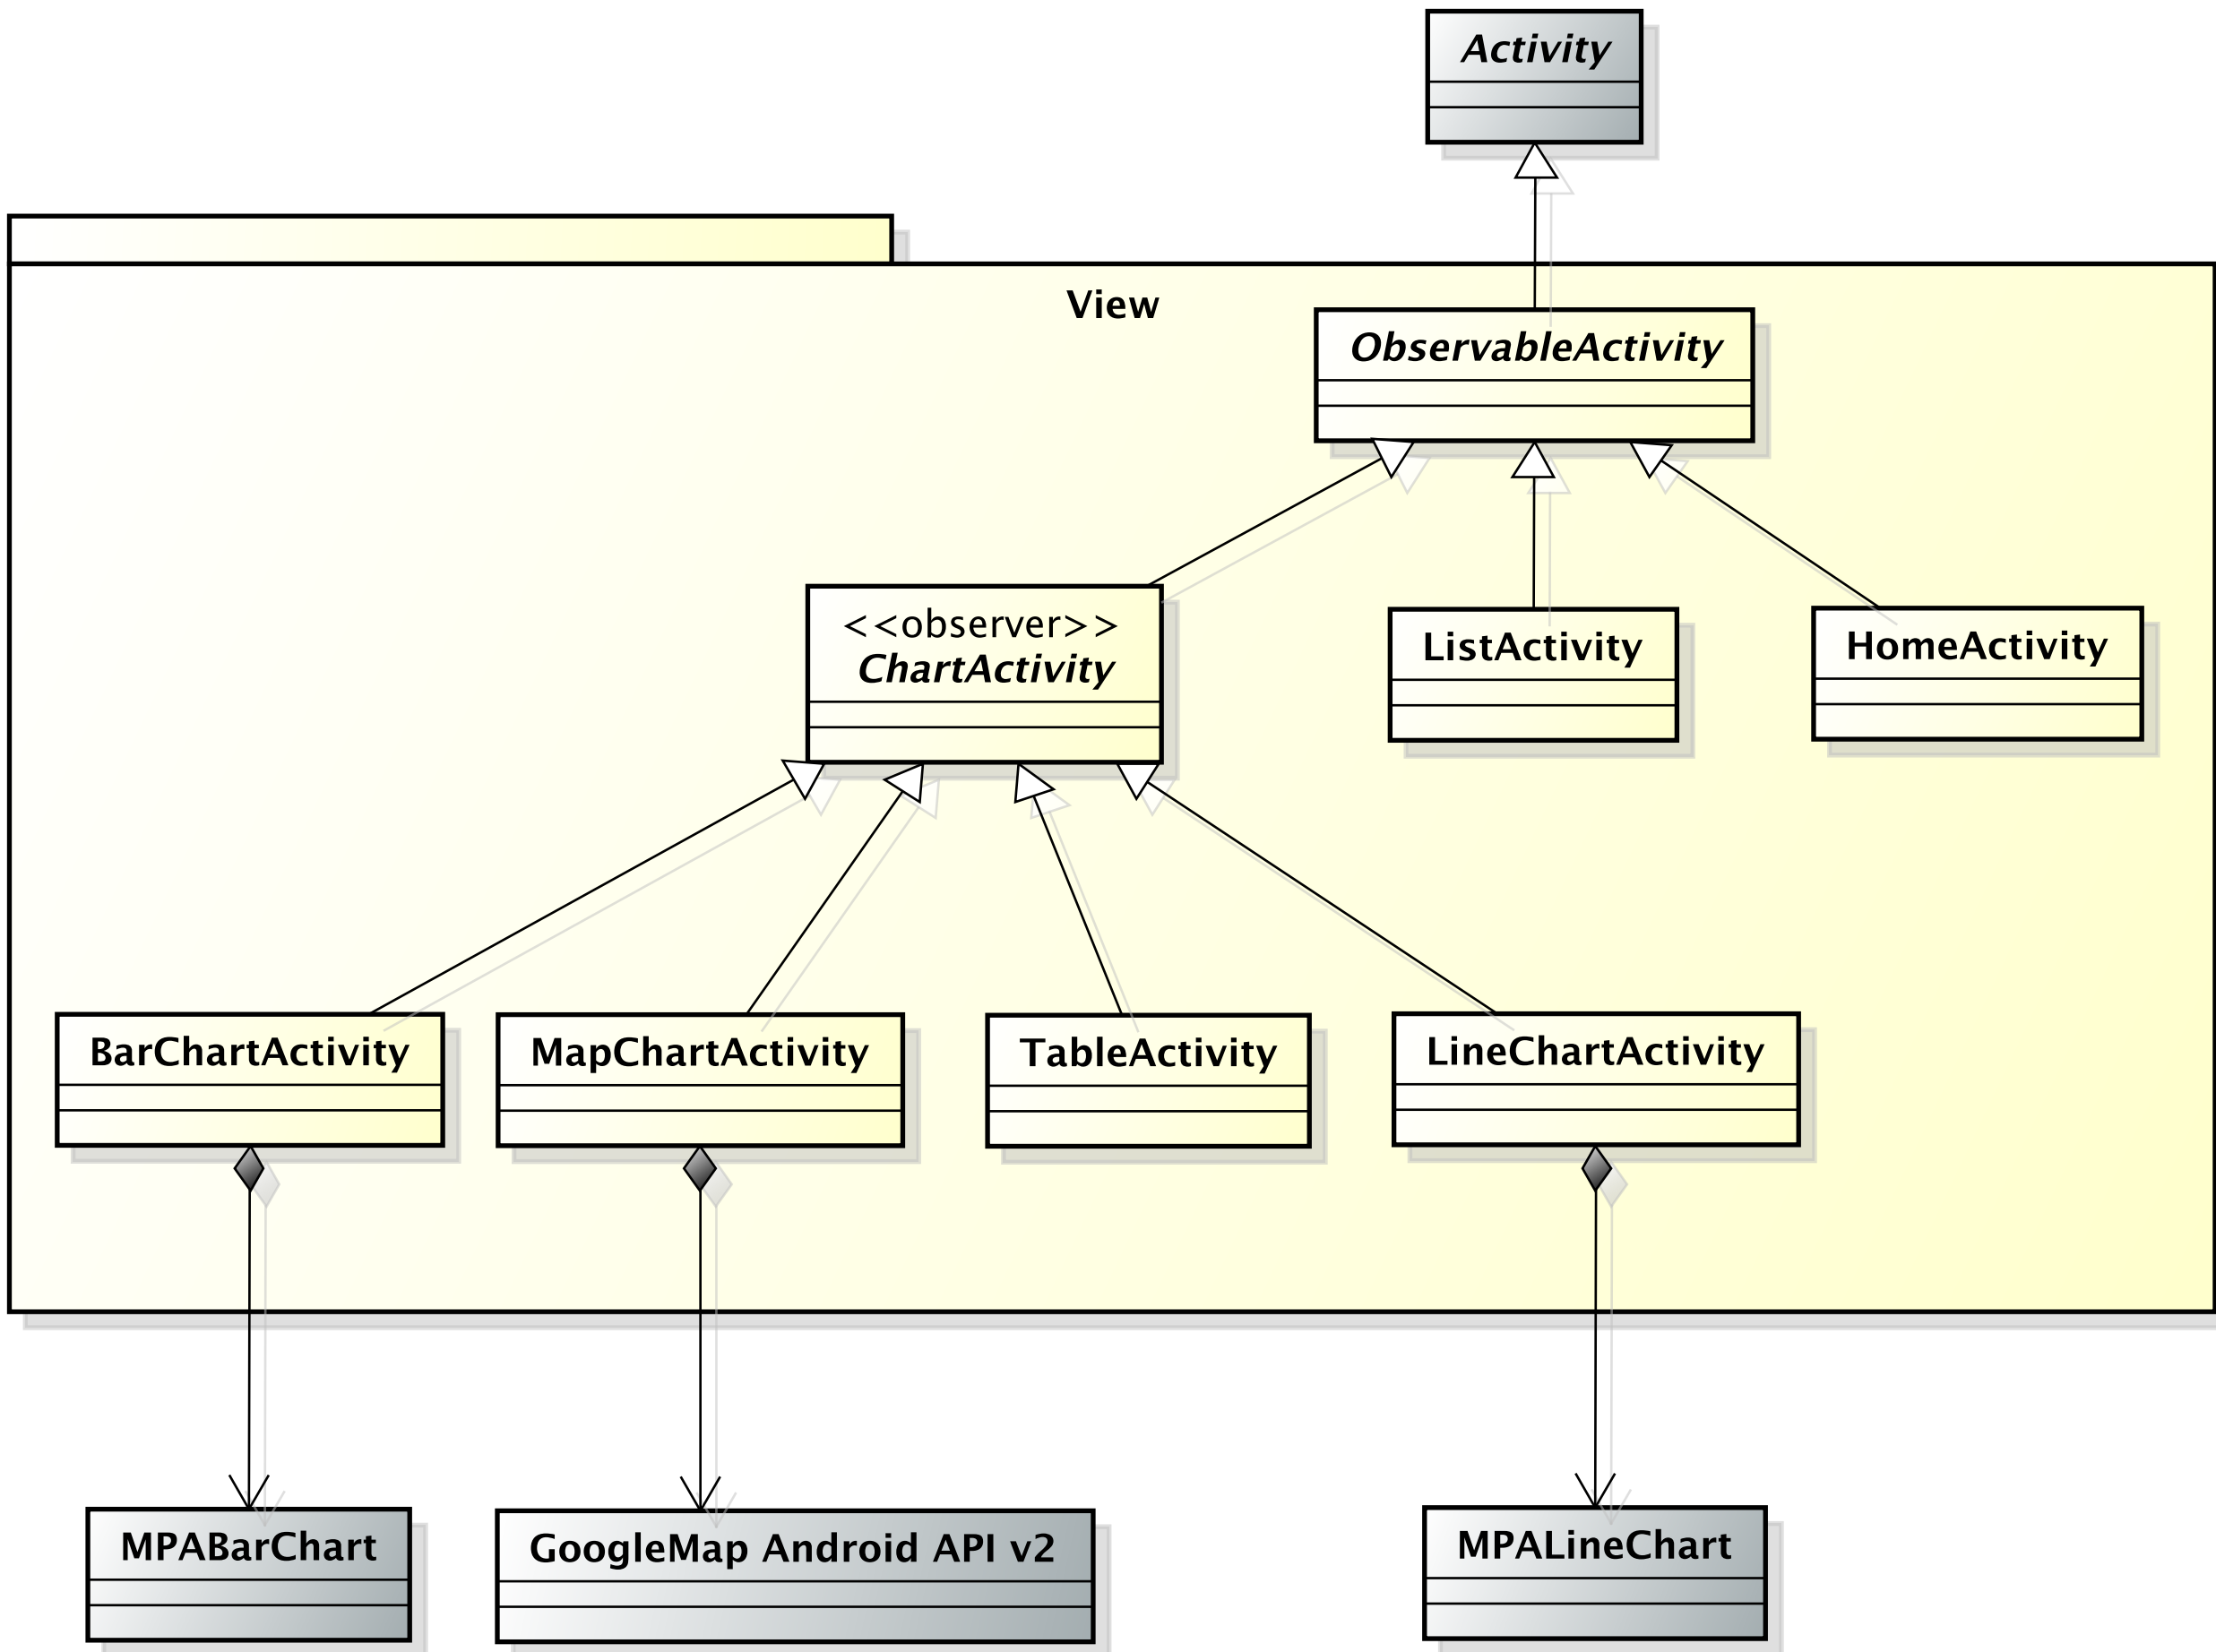 Activity
View
ObservableActivity
<<observer>>
ChartActivity
ListActivity
HomeActivity
BarChartActivity
MapChartActivity
TableActivity
LineChartActivity
MPABarChart
GoogleMap Android API v2
MPALineChart